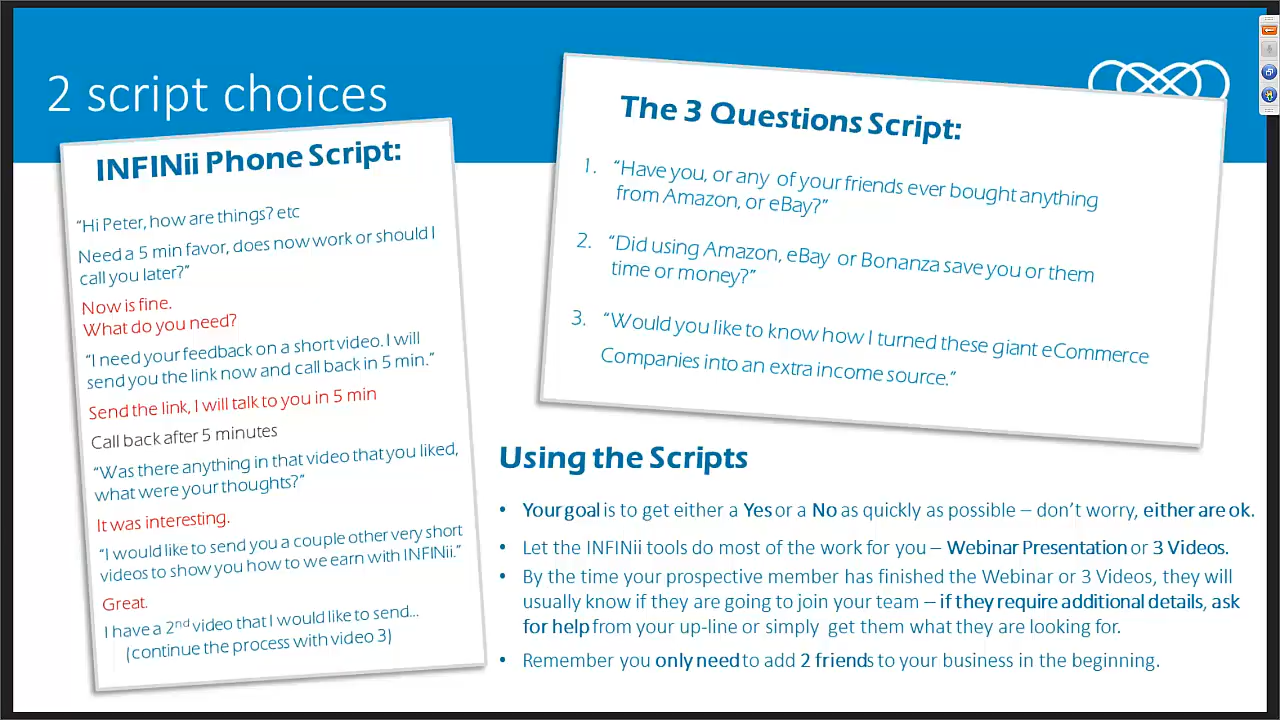 2 script choices
INFINii Phone Script:
“Hi Peter, how are things? etc
Need a 5 min favor, does now work or should I
call you later?”
Now is fine.
What do you need?
“I need your feedback on a short video. I will
send you the link now and call back in 5 min.”
Send the link, I will talk to you in 5 min
Call back after 5 minutes
“Was there anything in that video that you liked,
what were your thoughts?”
It was interesting.
“I would like to send you a couple other very short
videos to show you how to we earn with INFINii.”
Great.
I have a 2nd video that I would like to send...
(continue the process with video 3)
The 3 Questions Script:
1. “Have you, or any of your friends ever bought anything
from Amazon, or eBay?”
2. “Did using Amazon, eBay or Bonanza save you or them
time or money?”
3. “Would you like to know how I turned these giant eCommerce
Companies into an extra income source.”
Using the Scripts
• Your goal is to get either a Yes or a No as quickly as possible – don’t worry, either are ok.
• Let the INFINii tools do most of the work for you – Webinar Presentation or 3 Videos.
• By the time your prospective member has finished the Webinar or 3 Videos, they will
usually know if they are going to join your team – if they require additional details, ask
for help from your up-line or simply get them what they are looking for.
• Remember you only need to add 2 friends to your business in the beginning.